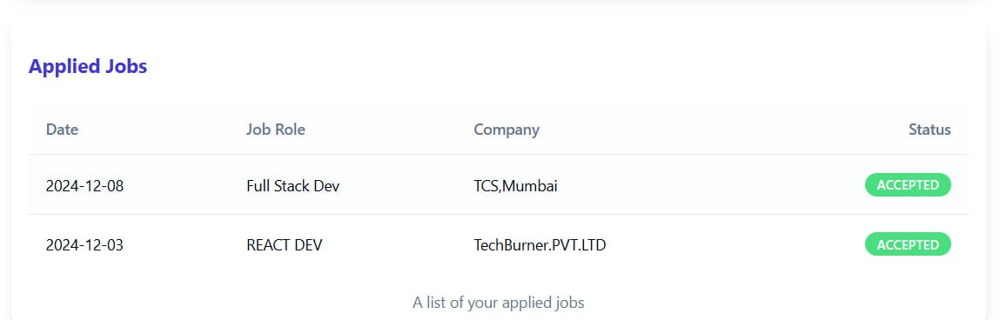 Applied Jobs
Date Job Role Company Status
2024-12-08 Full Stack Dev TCS,Mumbai ACCEPTED
2024-12-03 REACT DEV TechBurner.PVT.LTD ACCEPTED
A list of your applied jobs